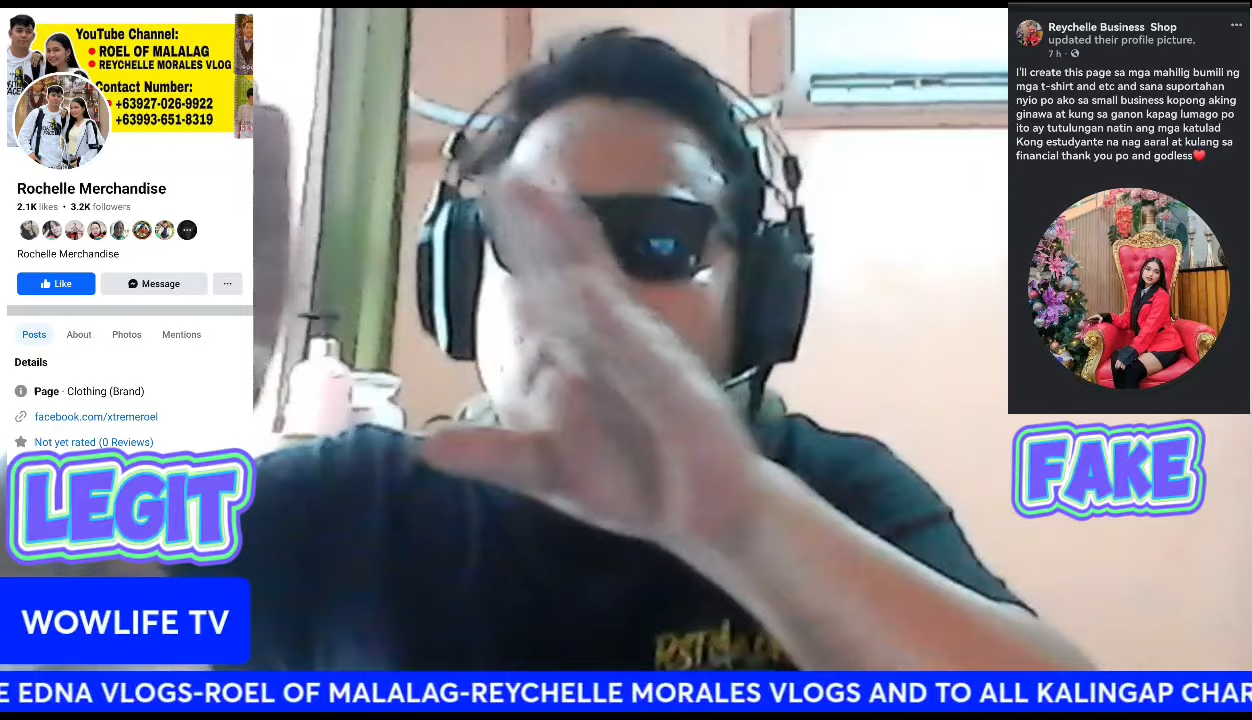 YouTube Channel:
ROEL OF MALALAG
REYCHELLE MORALES VLOG
Contact Number:
+63927-026-9922
+63993-651-8319
Rochelle Merchandise
2.1K likes • 3.2K followers
Rochelle Merchandise
Like
Message
Posts About Photos Mentions
Details
Page · Clothing (Brand)
facebook.com/xtremeroel
Not yet rated (0 Reviews)
LEGIT
WOWLIFE TV
Reychelle Business Shop
updated their profile picture.
7 h ·
I'll create this page sa mga mahilig bumili ng
mga t-shirt and etc and sana suportahan
nyio po ako sa small business kopong aking
ginawa at kung sa ganon kapag lumago po
ito ay tutulungan natin ang mga katulad
Kong estudyante na nag aaral at kulang sa
financial thank you po and godless❤️
FAKE
E EDNA VLOGS-ROEL OF MALALAG-REYCHELLE MORALES VLOGS AND TO ALL KALINGAP CHAR